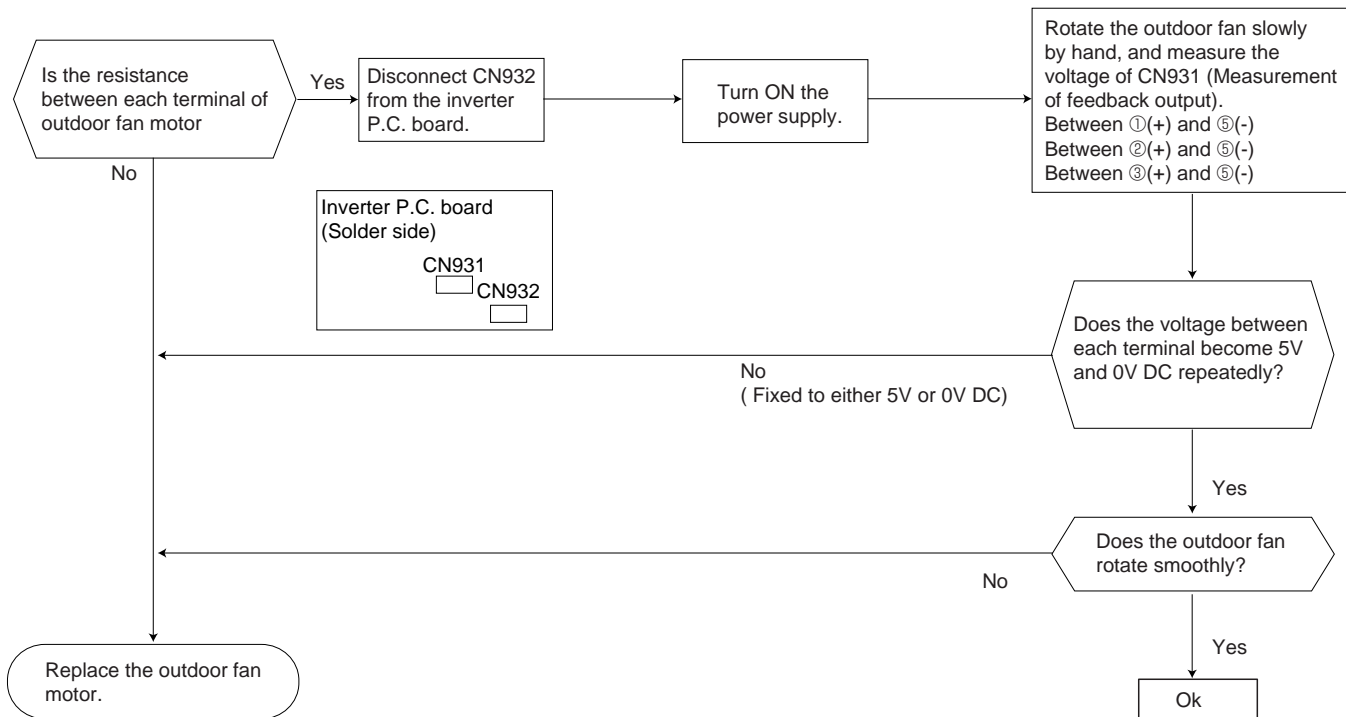 Is the resistance
between each terminal of
outdoor fan motor
Yes
Disconnect CN932
from the inverter
P.C. board.
Turn ON the
power supply.
Rotate the outdoor fan slowly
by hand, and measure the
voltage of CN931 (Measurement
of feedback output).
Between ①(+) and ⑤(-)
Between ②(+) and ⑤(-)
Between ③(+) and ⑤(-)
No
Inverter P.C. board
(Solder side)
CN931
CN932
Does the voltage between
each terminal become 5V
and 0V DC repeatedly?
No
( Fixed to either 5V or 0V DC)
Yes
Does the outdoor fan
rotate smoothly?
No
Yes
Replace the outdoor fan
motor.
Ok